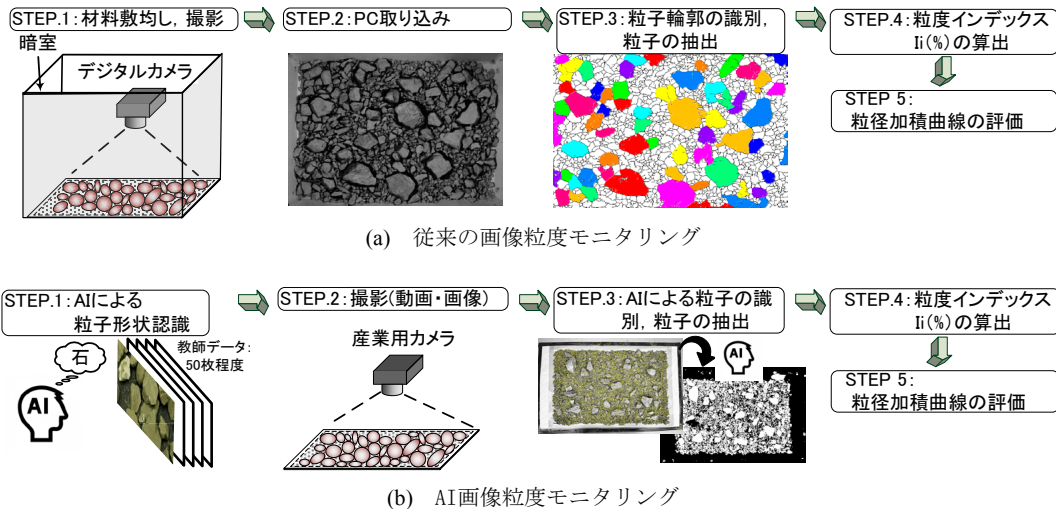 STEP.1：材料敷均し，撮影
暗室
デジタルカメラ
STEP.2：PC取り込み
STEP.3：粒子輪郭の識別，
粒子の抽出
STEP.4：粒度インデックス
Ii(%)の算出
STEP 5：
粒径加積曲線の評価
(a) 従来の画像粒度モニタリング
STEP.1：AIによる
粒子形状認識
石
AI
教師データ：
50枚程度
STEP.2：撮影(動画・画像)
産業用カメラ
STEP.3：AIによる粒子の識
別，粒子の抽出
AI
STEP.4：粒度インデックス
Ii(%)の算出
STEP 5：
粒径加積曲線の評価
(b) AI画像粒度モニタリング